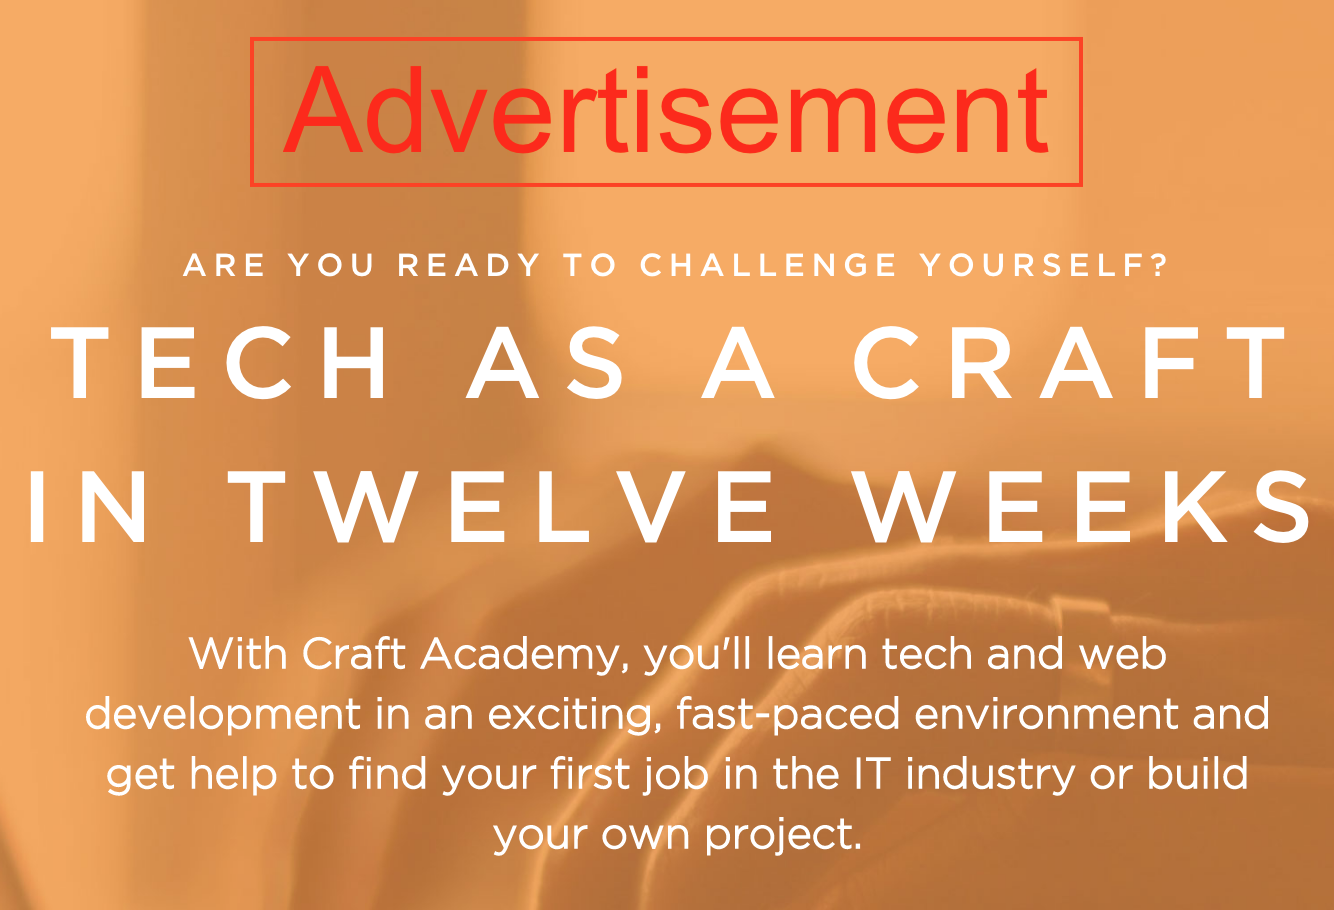 Advertisement
ARE YOU READY TO CHALLENGE YOURSELF?
TECH AS A CRAFT
IN TWELVE WEEKS
With Craft Academy, you'll learn tech and web
development in an exciting, fast-paced environment and
get help to find your first job in the IT industry or build
your own project.